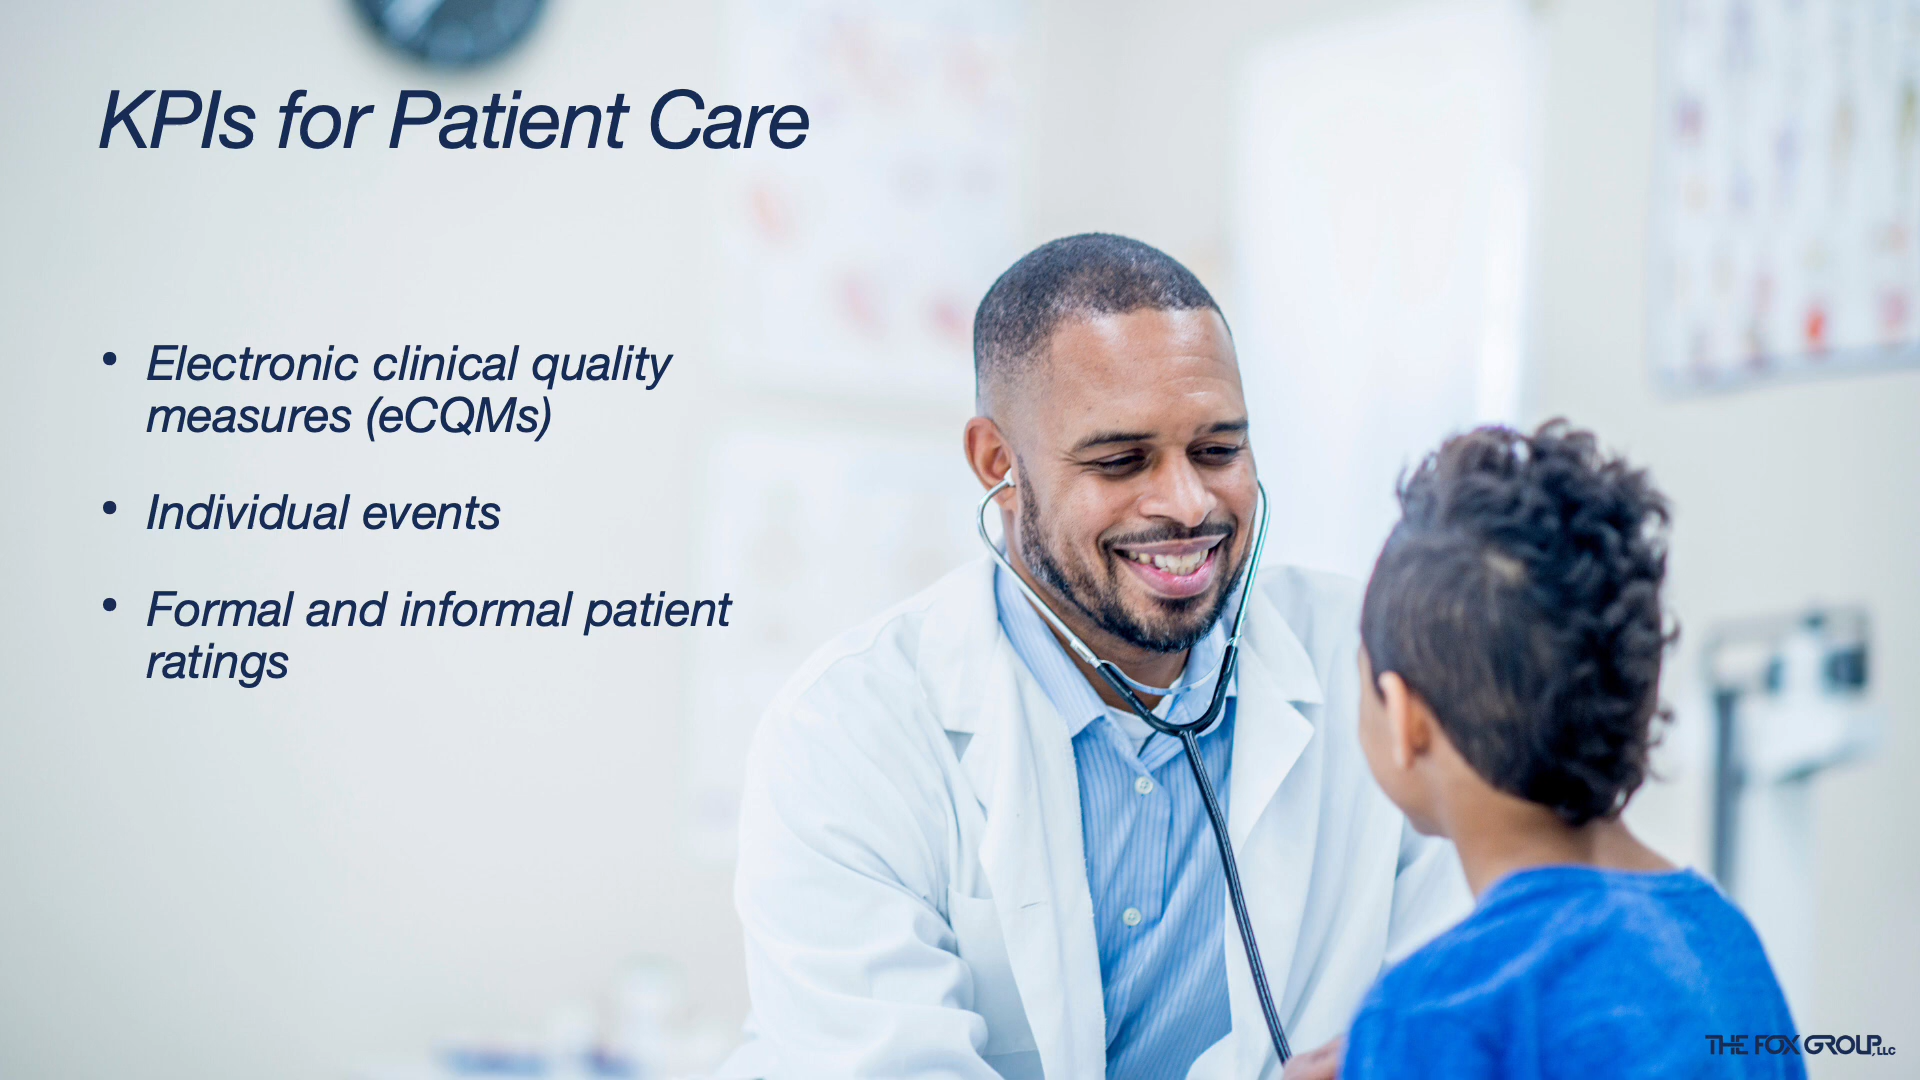 KPIs for Patient Care
• Electronic clinical quality
measures (eCQMs)
• Individual events
• Formal and informal patient
ratings
THE FOX GROUP, LLC